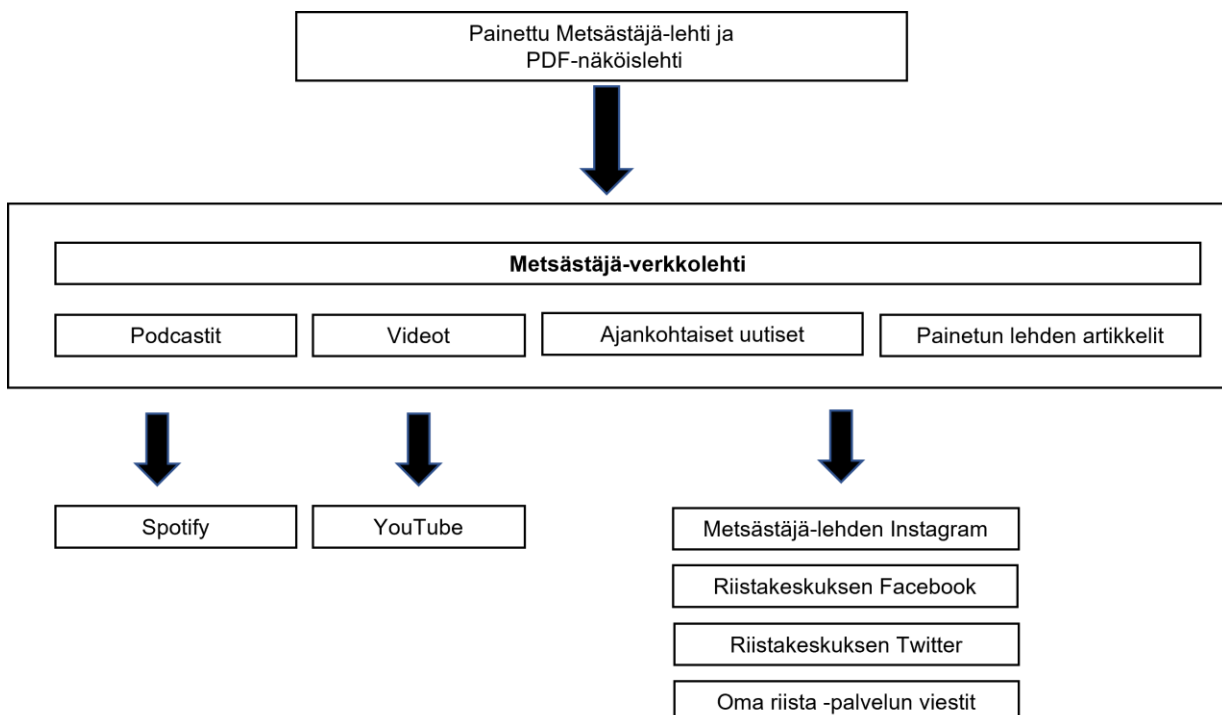 Painettu Metsästäjä-lehti ja
PDF-näköislehti
Metsästäjä-verkkolehti
Podcastit
Videot
Ajankohtaiset uutiset
Painetun lehden artikkelit
Spotify
YouTube
Metsästäjä-lehden Instagram
Riistakeskuksen Facebook
Riistakeskuksen Twitter
Oma riista -palvelun viestit